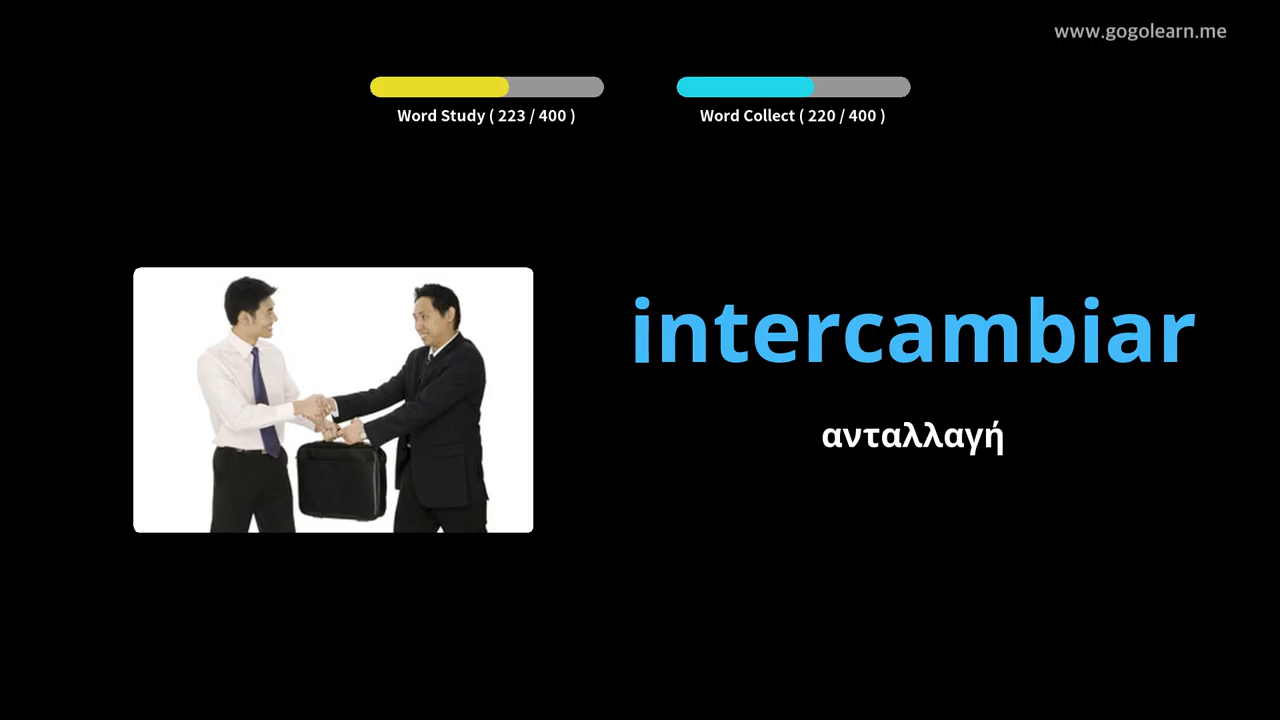 www.gogolearn.me
Word Study ( 223 / 400 )
Word Collect ( 220 / 400 )
intercambiar
ανταλλαγή